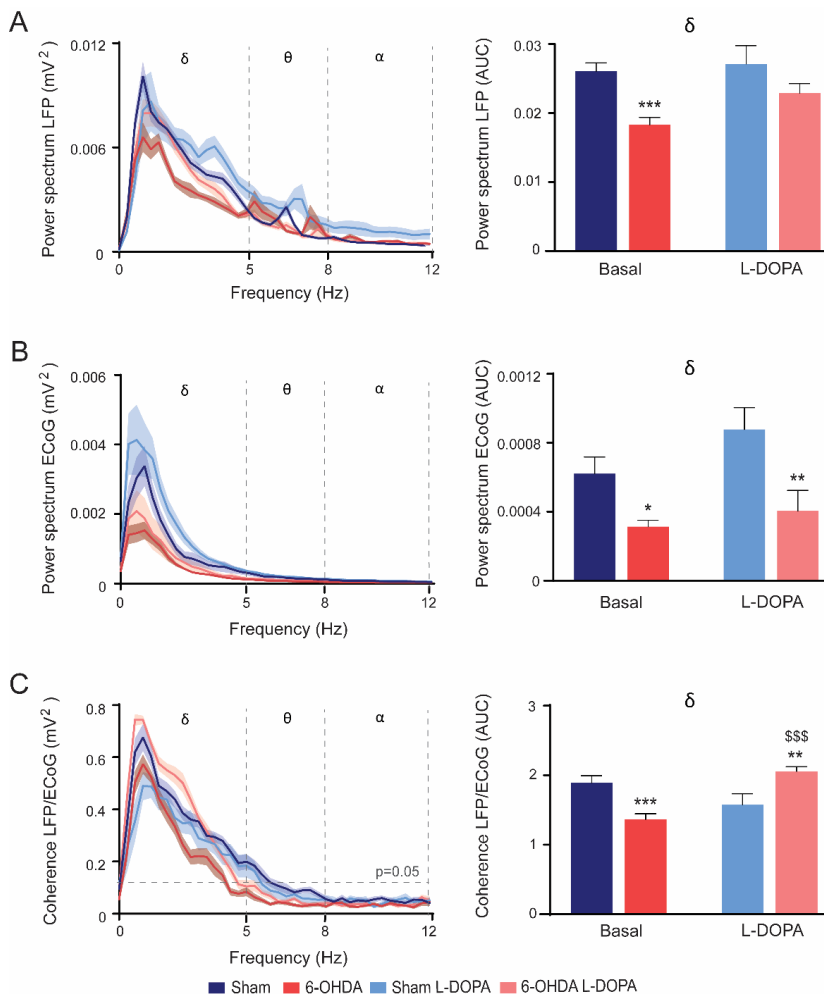 A
Power spectrum LFP (mV²)
0.012
0.006
0
δ
θ
α
0
5
8
12
Frequency (Hz)
δ
Power spectrum LFP (AUC)
0.03
0.02
0.01
0
***
Basal
L-DOPA
B
Power spectrum ECoG (mV²)
0.006
0.004
0.002
0
δ
θ
α
0
5
8
12
Frequency (Hz)
δ
Power spectrum ECoG (AUC)
0.0012
0.0008
0.0004
0
*
**
Basal
L-DOPA
C
Coherence LFP/ECoG (mV²)
0.8
0.6
0.4
0.2
0
δ
θ
α
p=0.05
0
5
8
12
Frequency (Hz)
δ
Coherence LFP/ECoG (AUC)
3
2
1
0
***
$$$
**
Basal
L-DOPA
Sham 6-OHDA Sham L-DOPA 6-OHDA L-DOPA